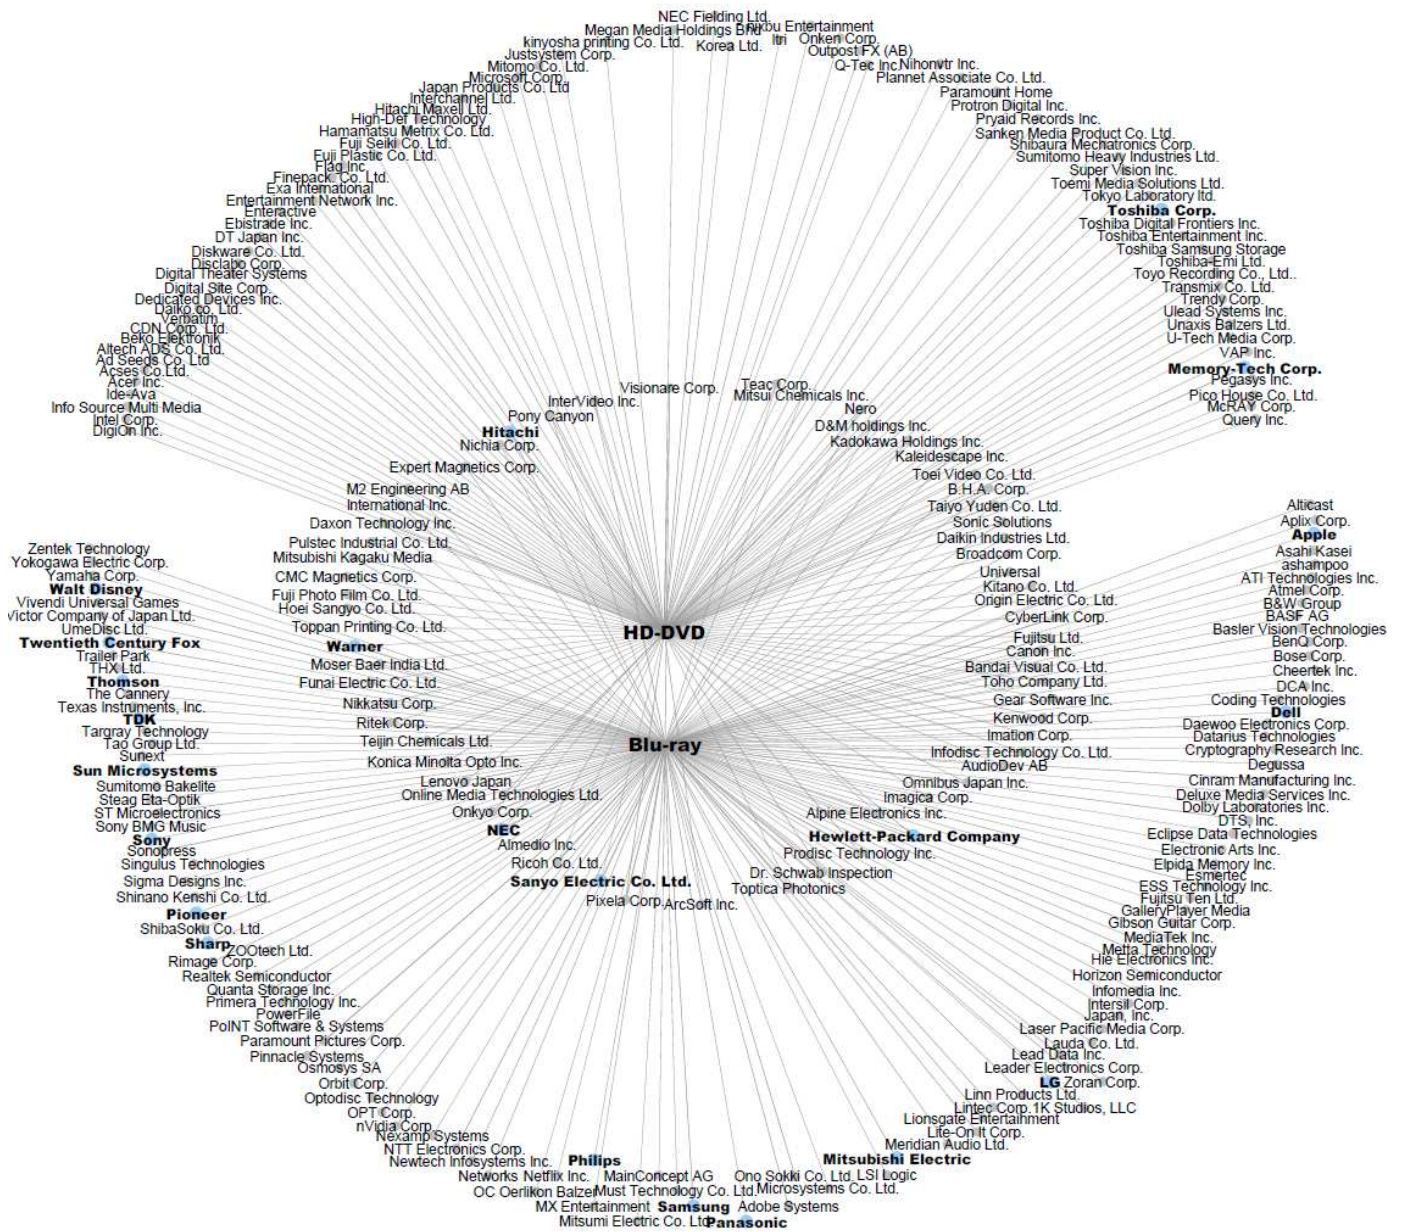 NEC Fielding Ltd.
Entertainment
Megan Media Holdings Bhd
Itri
Onken Corp.
kinyosha printing Co. Ltd.
Korea Ltd.
Outpost FX (AB)
Justsystem Corp.
Q-Tec Inc.
Nihonvtr Inc.
Mitomo Co. Ltd.
Plannet Associate Co. Ltd.
Microsoft Corp.
Japan Products Co. Ltd
Paramount Home
Interchannel Ltd.
Protron Digital Inc.
Hitachi Maxell Ltd.
Pryaid Records Inc.
High-Def Technology
Hamamatsu Metrix Co. Ltd.
Sanken Media Product Co. Ltd.
Fuji Seiki Co. Ltd.
Shibaura Mechatronics Corp.
Fuji Plastic Co. Ltd.
Sumitomo Heavy Industries Ltd.
Flag Inc.
Super Vision Inc.
Finepack. Co. Ltd.
Toemi Media Solutions Ltd.
Exa International
Tokyo Laboratory ltd.
Entertainment Network Inc.
Toshiba Corp.
Enteractive
Toshiba Digital Frontiers Inc.
Ebistrade Inc.
Toshiba Entertainment Inc.
DT Japan Inc.
Toshiba Samsung Storage
Diskware Co. Ltd.
Toshiba-Emi Ltd.
Disclabo Corp.
Toyo Recording Co., Ltd..
Digital Theater Systems
Transmix Co. Ltd.
Digital Site Corp.
Trendy Corp.
Dedicated Devices Inc.
Ulead Systems Inc.
Daiko co. Ltd.
Verbatim
Unaxis Balzers Ltd.
CDN Corp. Ltd.
U-Tech Media Corp.
Beko Elektronik
VAP Inc.
Altech ADS Co. Ltd.
Ad Seeds Co. Ltd
Memory-Tech Corp.
Acses Co.Ltd
Pegasys Inc.
Acer Inc.
Pico House Co. Ltd.
Ide-Ava
McRAY Corp.
Info Source Multi Media
Query Inc.
Intel Corp.
DigiOn Inc.
Visionare Corp.
Teac Corp.
Mitsui Chemicals Inc.
InterVideo Inc.
Nero
Pony Canyon
D&M holdings Inc.
Hitachi
Kadokawa Holdings Inc.
Nichia Corp.
Kaleidescape Inc.
Expert Magnetics Corp.
Toei Video Co. Ltd.
M2 Engineering AB
B.H.A. Corp.
International Inc.
Taiyo Yuden Co. Ltd.
Daxon Technology Inc.
Sonic Solutions
Pulstec Industrial Co. Ltd.
Daikin Industries Ltd.
Mitsubishi Kagaku Media
Broadcom Corp.
CMC Magnetics Corp.
Universal
Fuji Photo Film Co. Ltd.
Kitano Co. Ltd.
Hoei Sangyo Co. Ltd.
Origin Electric Co. Ltd.
Toppan Printing Co. Ltd.
CyberLink Corp.
HD-DVD
Warner
Fujitsu Ltd.
Canon Inc.
Moser Baer India Ltd.
Bandai Visual Co. Ltd.
Funai Electric Co. Ltd.
Toho Company Ltd.
Nikkatsu Corp.
Gear Software Inc.
Ritek Corp.
Kenwood Corp.
Teijin Chemicals Ltd.
Imation Corp.
Blu-ray
Konica Minolta Opto Inc.
Infodisc Technology Co. Ltd.
AudioDev AB
Lenovo Japan
Omnibus Japan Inc.
Online Media Technologies Ltd.
Imagica Corp.
Onkyo Corp.
Alpine Electronics Inc.
NEC
Hewlett-Packard Company
Almedio Inc.
Prodisc Technology Inc.
Ricoh Co. Ltd.
Dr. Schwab Inspection
Sanyo Electric Co. Ltd.
Toptica Photonics
Pixela Corp.
ArcSoft Inc.
Zentek Technology
Yokogawa Electric Corp.
Yamaha Corp.
Walt Disney
Vivendi Universal Games
Victor Company of Japan Ltd.
UmeDisc Ltd.
Twentieth Century Fox
Trailer Park
THX Ltd.
Thomson
The Cannery
Texas Instruments, Inc.
TDK
Targray Technology
Tao Group Ltd.
Sunext
Sun Microsystems
Sumitomo Bakelite
Steag Eta-Optik
ST Microelectronics
Sony BMG Music
Sony
Sonopress
Singulus Technologies
Sigma Designs Inc.
Shinano Kenshi Co. Ltd.
Pioneer
ShibaSoku Co. Ltd.
Sharp
ZOOtech Ltd.
Rimage Corp.
Realtek Semiconductor
Quanta Storage Inc.
Primera Technology Inc.
PowerFile
PoINT Software & Systems
Paramount Pictures Corp.
Pinnacle Systems
Osmosys SA
Orbit Corp.
Optodisc Technology
OPT Corp.
nVidia Corp.
Nexamp Systems
NTT Electronics Corp.
Newtech Infosystems Inc.
Networks
Netflix Inc.
OC Oerlikon Balzer
MX Entertainment
Mitsumi Electric Co. Ltd.
Philips
MainConcept AG
Must Technology Co. Ltd.
Samsung
Panasonic
Ono Sokki Co. Ltd.
Microsystems Co. Ltd.
Adobe Systems
Alticast
Aplix Corp.
Apple
Asahi Kasei
ashampoo
ATI Technologies Inc.
Atmel Corp.
B&W Group
BASF AG
Basler Vision Technologies
BenQ Corp.
Bose Corp.
Cheertek Inc.
DCA Inc.
Coding Technologies
Dell
Daewoo Electronics Corp.
Datarius Technologies
Cryptography Research Inc.
Degussa
Cinram Manufacturing Inc.
Deluxe Media Services Inc.
Dolby Laboratories Inc.
DTS, Inc.
Eclipse Data Technologies
Electronic Arts Inc.
Elpida Memory Inc.
Esmertec
ESS Technology Inc.
Fujitsu Ten Ltd.
GalleryPlayer Media
Gibson Guitar Corp.
MediaTek Inc.
Metta Technology
Hie Electronics Inc.
Horizon Semiconductor
Infomedia Inc.
Intersil Corp.
Japan, Inc.
Laser Pacific Media Corp.
Lauda Co. Ltd.
Lead Data Inc.
Leader Electronics Corp.
LG
Zoran Corp.
Linn Products Ltd.
Lintec Corp.
1K Studios, LLC
Lionsgate Entertainment
Lite-On It Corp.
Meridian Audio Ltd.
Mitsubishi Electric
LSI Logic